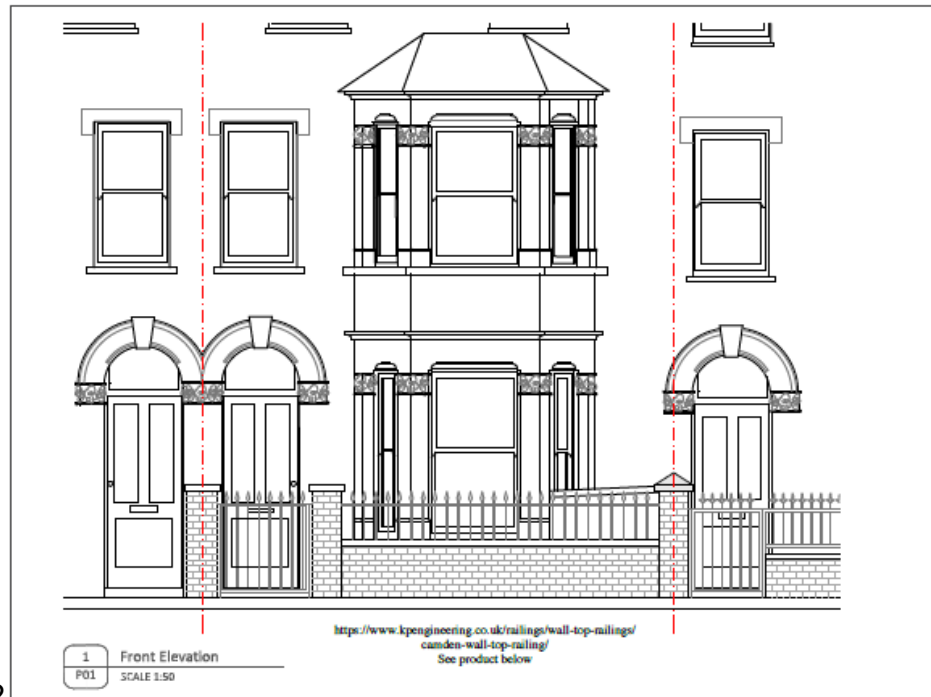 https://www.kpengineering.co.uk/railings/wall-top-railings/
camden-wall-top-railing/
See product below
1
Front Elevation
P01
SCALE 1:50